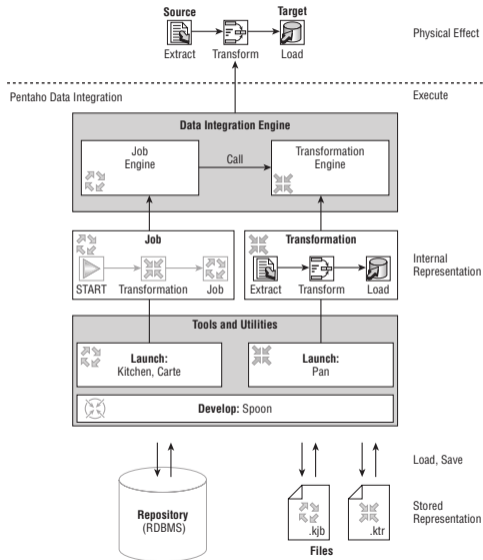 Source
Target
Extract
Transform
Load
Physical Effect
Pentaho Data Integration
Execute
Data Integration Engine
Job
Engine
Call
Transformation
Engine
Job
START
Transformation
Job
Transformation
Extract
Transform
Load
Internal
Representation
Tools and Utilities
Launch:
Kitchen, Carte
Launch:
Pan
Develop: Spoon
Load, Save
Repository
(RDBMS)
.kjb
.ktr
Files
Stored
Representation